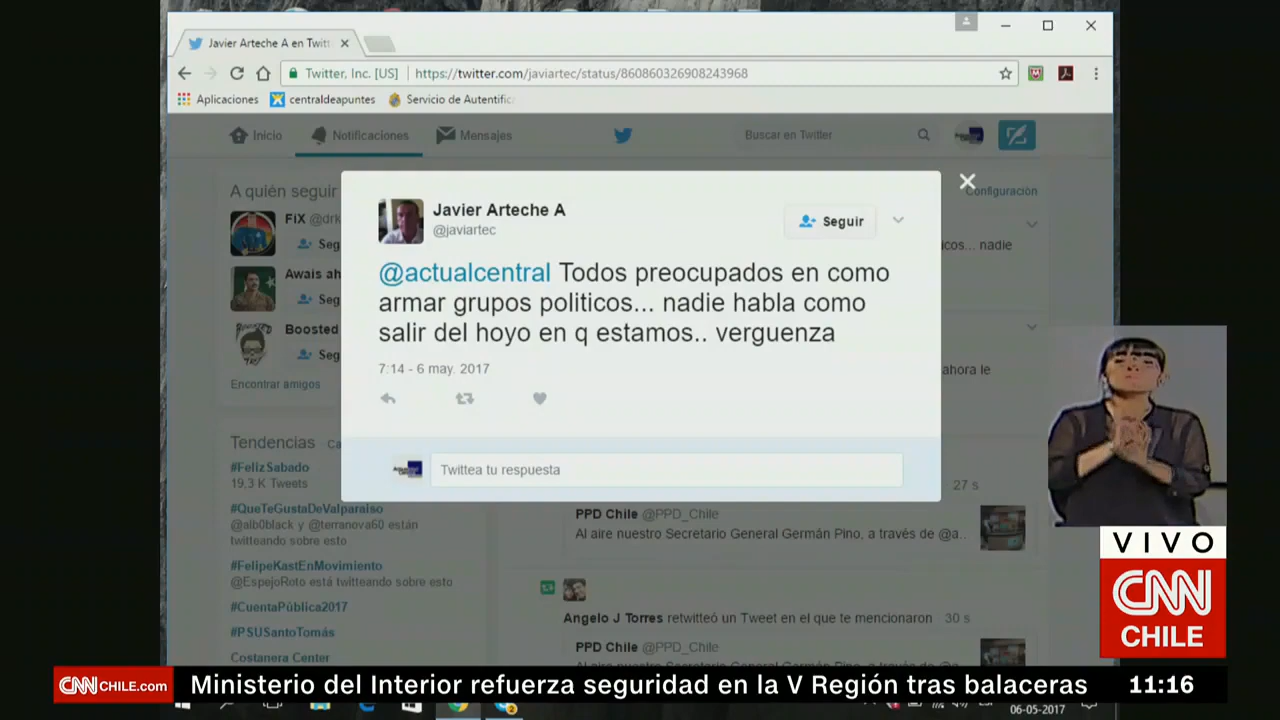 Javier Arteche A en Twitt
Twitter, Inc. [US]
https://twitter.com/javiartec/status/860860326908243968
Aplicaciones
centraldeapuntes
Servicio de Autentific
Inicio
Notificaciones
Mensajes
Buscar en Twitter
A quién seguir
Configuración
FiX @drk
Seg
Awais ah
Seg
Boosted
Seg
Encontrar amigos
Javier Arteche A
@javiartec
Seguir
@actualcentral Todos preocupados en como
armar grupos politicos... nadie habla como
salir del hoyo en q estamos.. verguenza
7:14 - 6 may. 2017
Twittea tu respuesta
icos... nadie
ahora le
27 s
Tendencias Ca
#FelizSabado
19,3 K Tweets
#QueTeGustaDeValparaiso
@alb0black y @terranova60 están
twitteando sobre esto
#FelipeKastEnMovimiento
@EspejoRoto está twitteando sobre esto
#CuentaPública2017
#PSUSantoTomás
Costanera Center
PPD Chile @PPD_Chile
Al aire nuestro Secretario General Germán Pino, a través de @a..
Angelo J Torres retwitteó un Tweet en el que te mencionaron 30 s
PPD Chile @PPD_Chile
Al aire nuestro Secretario General Germán Pino, a través de @a
VIVO
CNN
CHILE
CNNCHILE.com
Ministerio del Interior refuerza seguridad en la V Región tras balaceras
11:16
06-05-2017